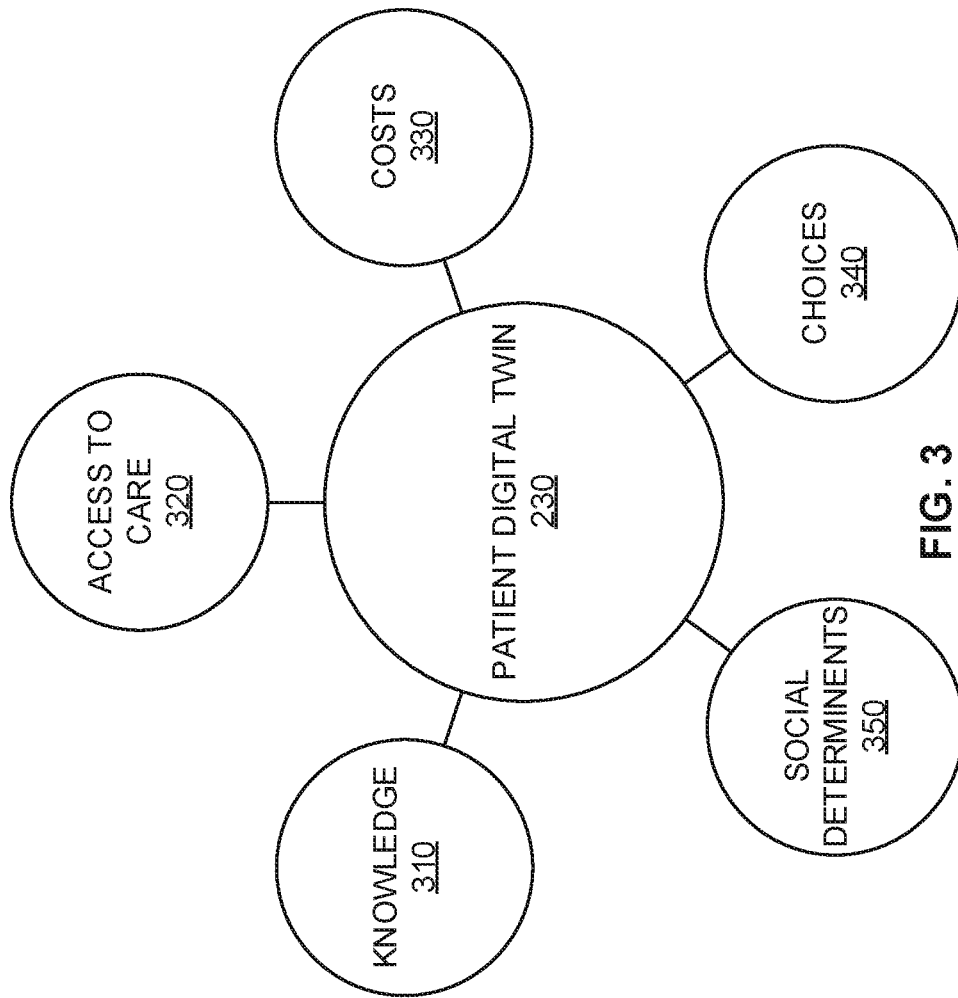 ACCESS TO
CARE
320
KNOWLEDGE
310
COSTS
330
PATIENT DIGITAL TWIN
230
SOCIAL
DETERMINENTS
350
CHOICES
340
FIG. 3